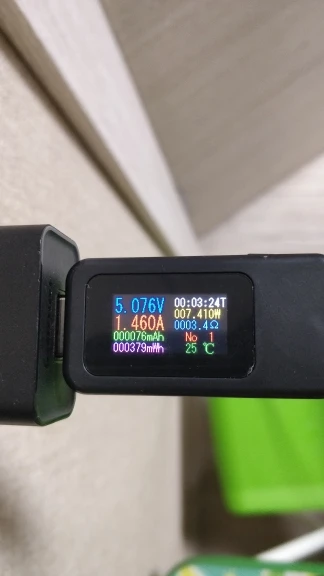 5.076V 00:03:24T
1.460A 007.410W
0003.4Ω
000076mAh No 1
000379mWh 25 ℃